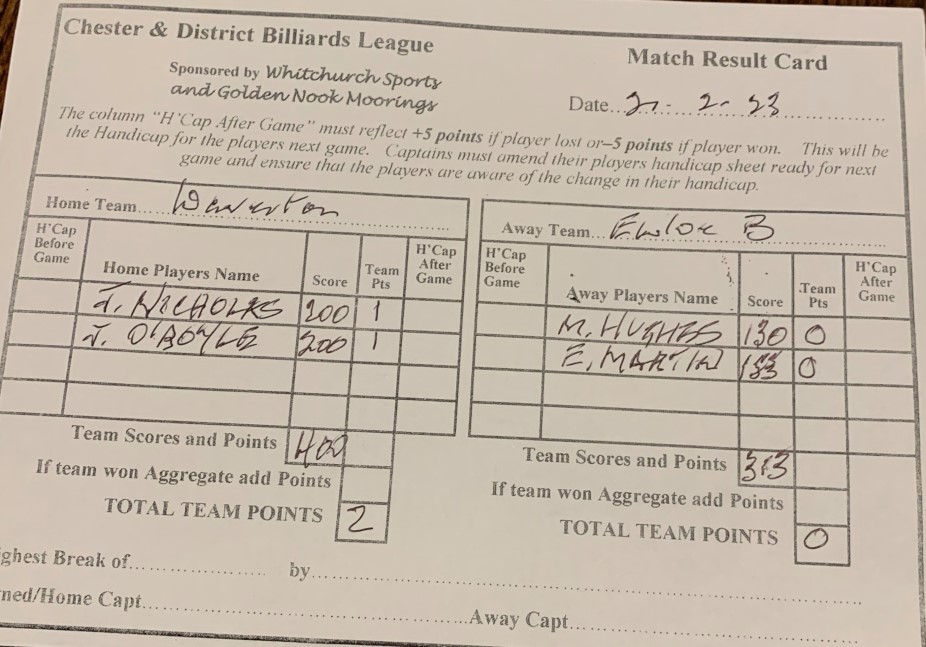 Chester & District Billiards League
Match Result Card
Sponsored by Whitchurch Sports
and Golden Nook Moorings
Date... 21 - 2 - 23
The column "H'Cap After Game" must reflect +5 points if player lost or–5 points if player won. This will be
the Handicap for the players next game. Captains must amend their players handicap sheet ready for next
game and ensure that the players are aware of the change in their handicap.
Home Team... Waverton
H'Cap Before Game Home Players Name Score Team Pts H'Cap After Game
J. NICHOLAS 200 1
J. O'BOYLE 200 1
Team Scores and Points 400
If team won Aggregate add Points
TOTAL TEAM POINTS 2
Away Team... Ewloe B
H'Cap Before Game Away Players Name Score Team Pts H'Cap After Game
M. HUGHES 130 0
E. MARTIN 183 0
Team Scores and Points 313
If team won Aggregate add Points
TOTAL TEAM POINTS 0
ghest Break of... by...
ned/Home Capt... Away Capt...